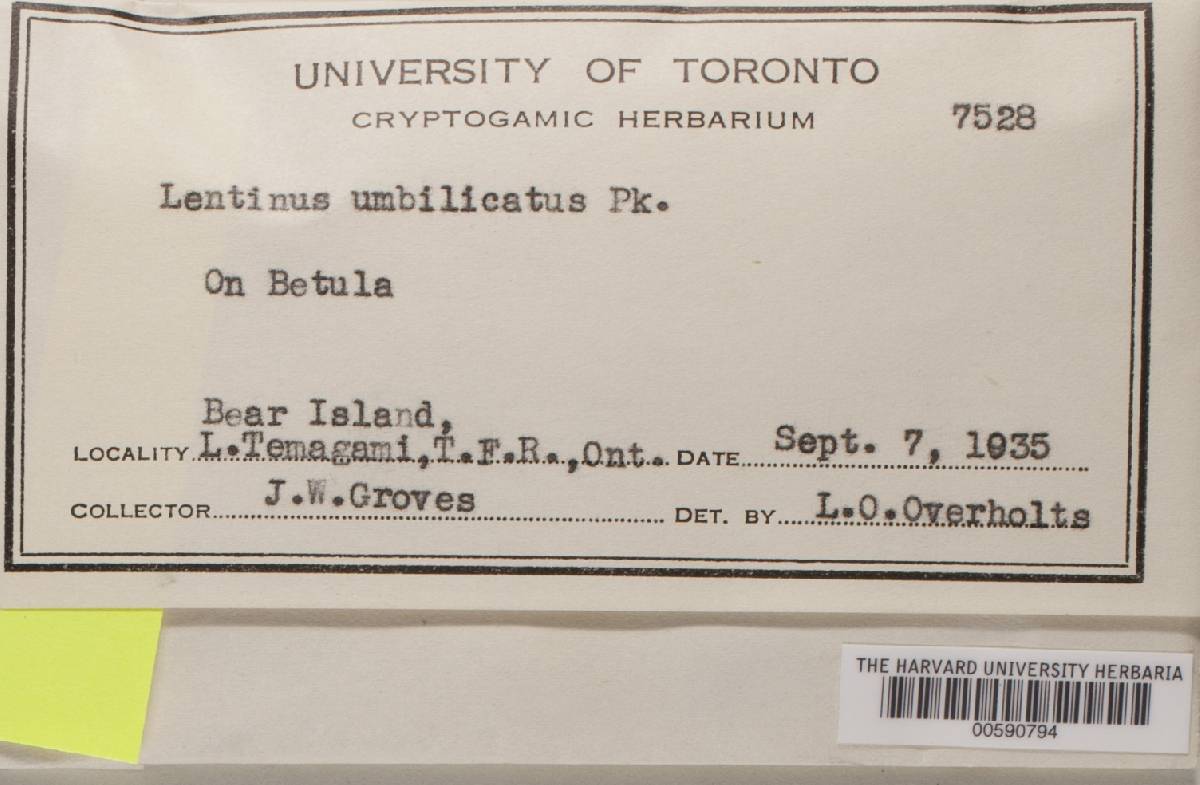 UNIVERSITY OF TORONTO
CRYPTOGAMIC HERBARIUM 7528
Lentinus umbilicatus Pk.
On Betula
Bear Island,
LOCALITY L.Temagami,T.F.R.,Ont. DATE Sept. 7, 1935
COLLECTOR J.W.Groves DET. BY L.O.Overholts
THE HARVARD UNIVERSITY HERBARIA
00590794